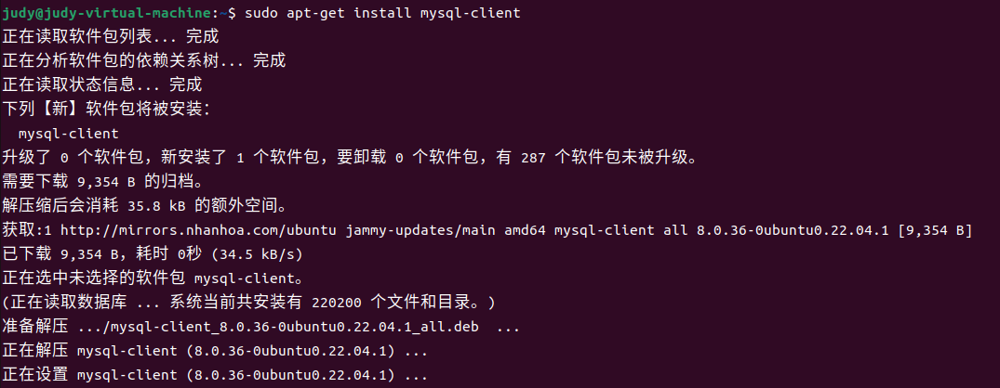 judy@judy-virtual-machine:~$ sudo apt-get install mysql-client
正在读取软件包列表... 完成
正在分析软件包的依赖关系树... 完成
正在读取状态信息... 完成
下列【新】软件包将被安装：
  mysql-client
升级了 0 个软件包，新安装了 1 个软件包，要卸载 0 个软件包，有 287 个软件包未被升级。
需要下载 9,354 B 的归档。
解压缩后会消耗 35.8 kB 的额外空间。
获取:1 http://mirrors.nhanhoa.com/ubuntu jammy-updates/main amd64 mysql-client all 8.0.36-0ubuntu0.22.04.1 [9,354 B]
已下载 9,354 B，耗时 0秒 (34.5 kB/s)
正在选中未选择的软件包 mysql-client。
(正在读取数据库 ... 系统当前共安装有 220200 个文件和目录。)
准备解压 .../mysql-client_8.0.36-0ubuntu0.22.04.1_all.deb  ...
正在解压 mysql-client (8.0.36-0ubuntu0.22.04.1) ...
正在设置 mysql-client (8.0.36-0ubuntu0.22.04.1) ...